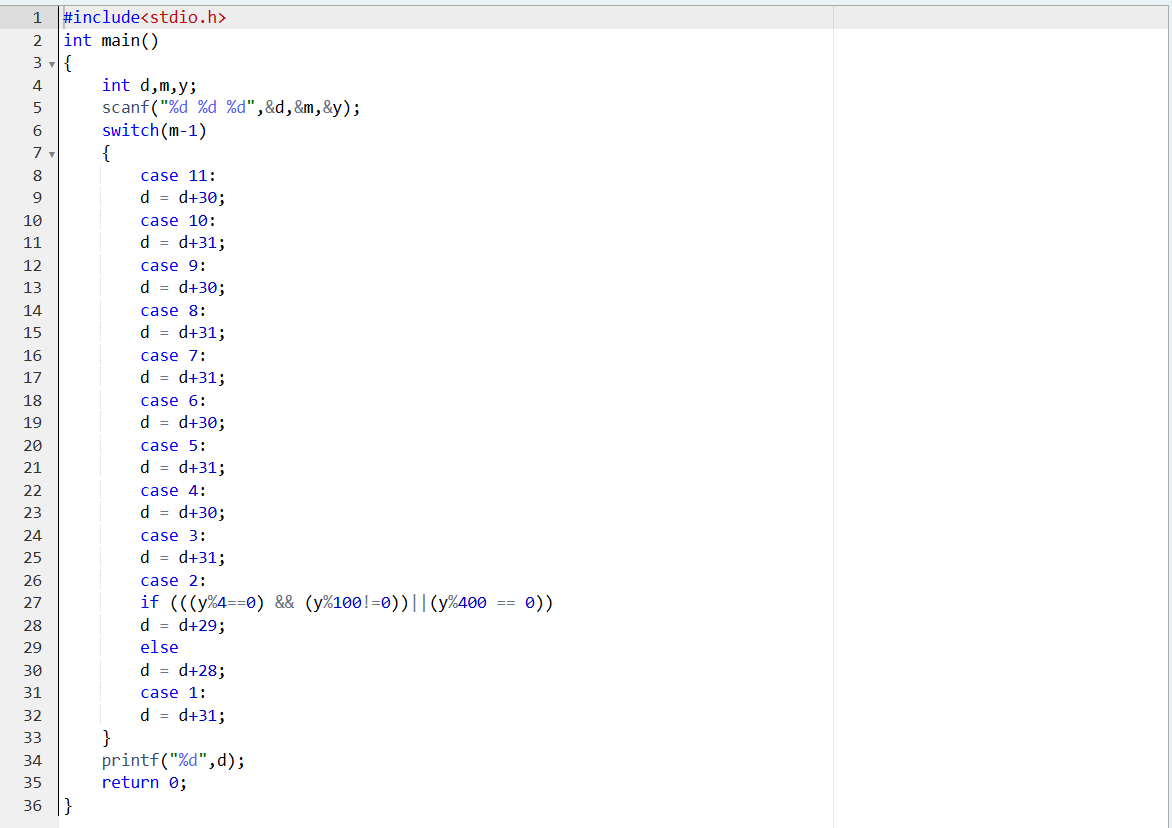 1 #include<stdio.h>
2 int main()
3 {
4     int d,m,y;
5     scanf("%d %d %d",&d,&m,&y);
6     switch(m-1)
7     {
8         case 11:
9         d = d+30;
10         case 10:
11         d = d+31;
12         case 9:
13         d = d+30;
14         case 8:
15         d = d+31;
16         case 7:
17         d = d+31;
18         case 6:
19         d = d+30;
20         case 5:
21         d = d+31;
22         case 4:
23         d = d+30;
24         case 3:
25         d = d+31;
26         case 2:
27         if (((y%4==0) && (y%100!=0))||(y%400 == 0))
28         d = d+29;
29         else
30         d = d+28;
31         case 1:
32         d = d+31;
33     }
34     printf("%d",d);
35     return 0;
36 }